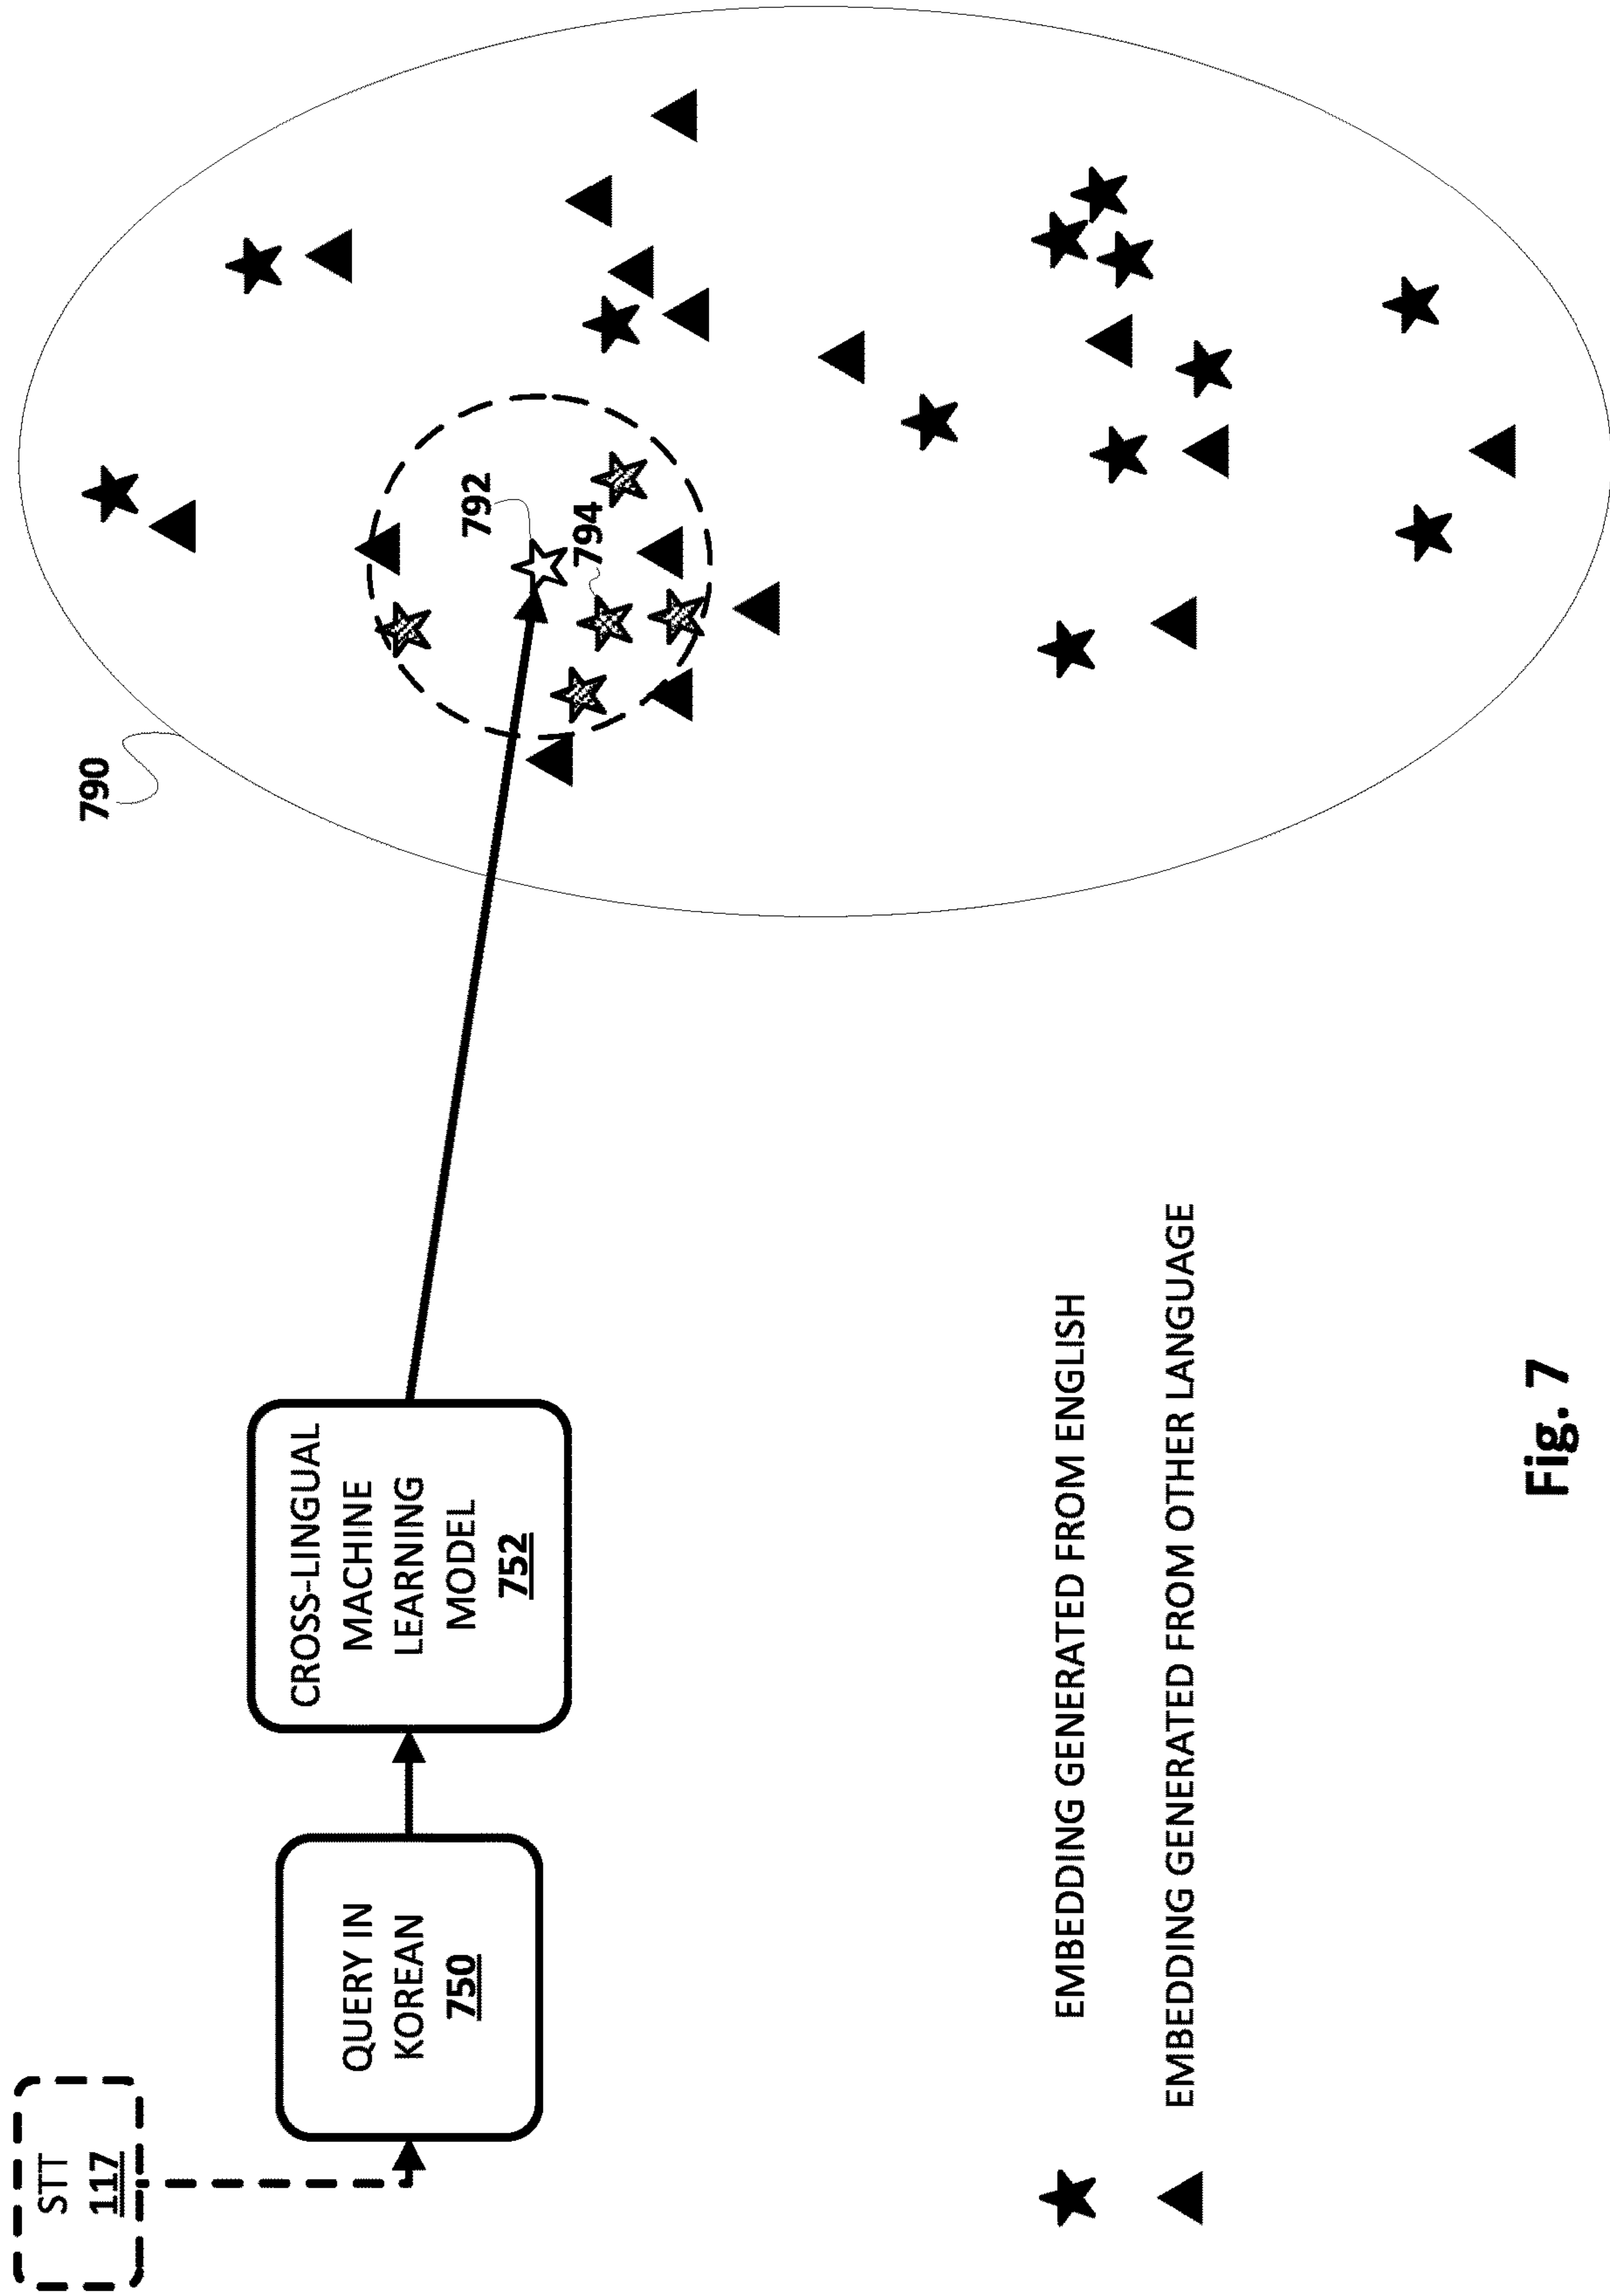 STT
117
QUERY IN
KOREAN
750
CROSS-LINGUAL
MACHINE
LEARNING
MODEL
752
790
792
794
EMBEDDING GENERATED FROM ENGLISH
EMBEDDING GENERATED FROM OTHER LANGUAGE
Fig. 7